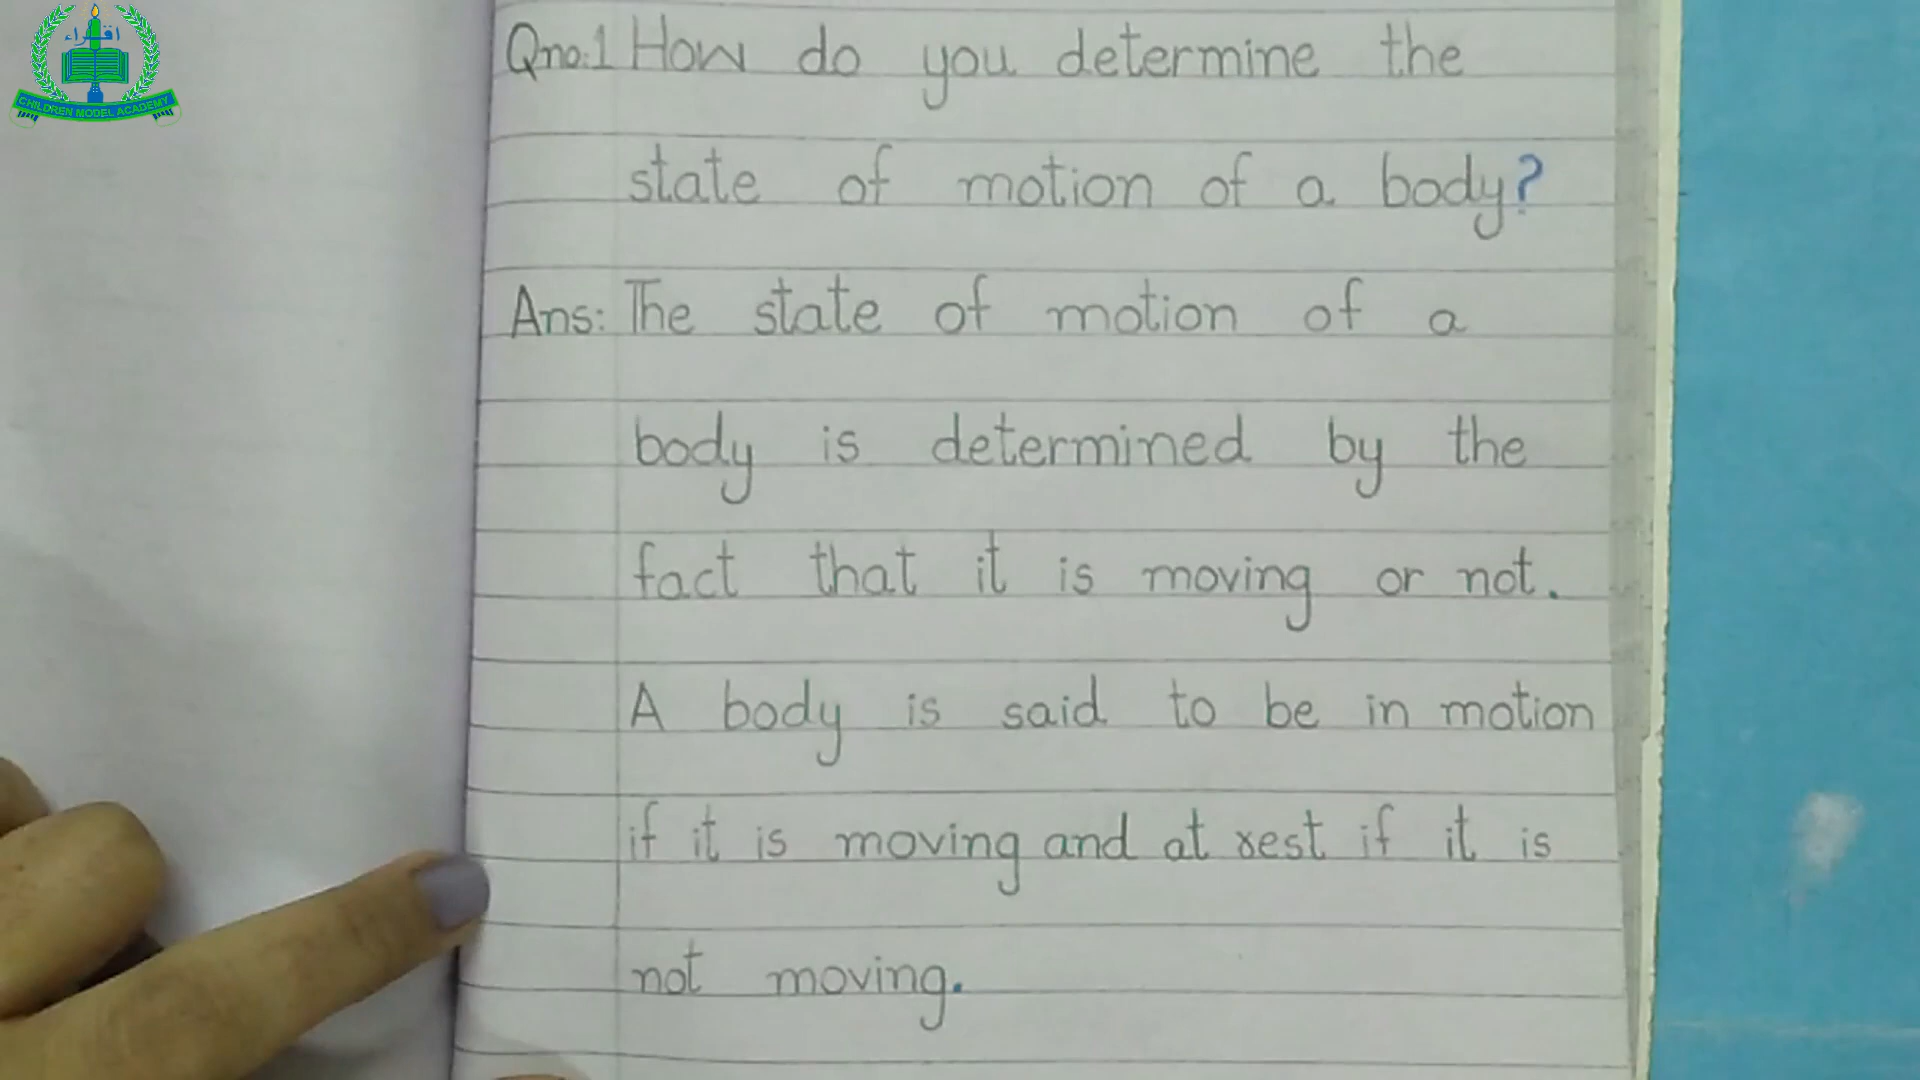 اقراء
CHILDREN MODEL ACADEMY
Qno:1 How do you determine the
state of motion of a body?
Ans: The state of motion of a
body is determined by the
fact that it is moving or not.
A body is said to be in motion
if it is moving and at rest if it is
not moving.